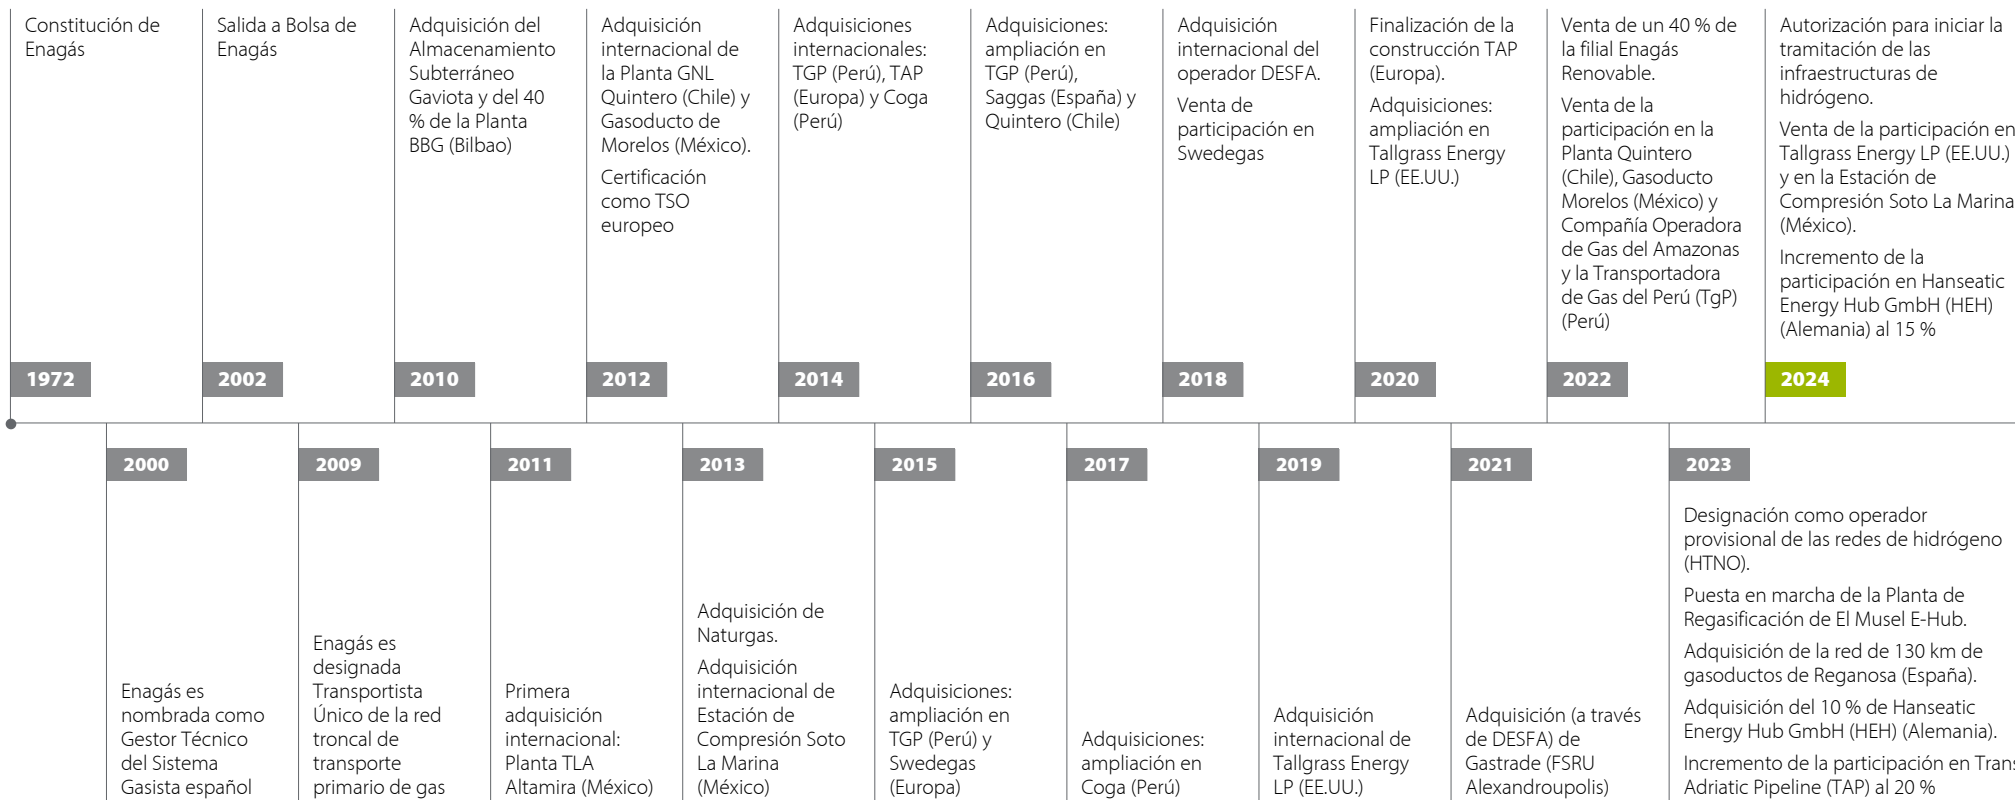 Constitución de
Enagás
1972
Salida a Bolsa de
Enagás
2002
Adquisición del
Almacenamiento
Subterráneo
Gaviota y del 40
% de la Planta
BBG (Bilbao)
2010
Adquisición
internacional de
la Planta GNL
Quintero (Chile) y
Gasoducto de
Morelos (México).
Certificación
como TSO
europeo
2012
Adquisiciones
internacionales:
TGP (Perú), TAP
(Europa) y Coga
(Perú)
2014
Adquisiciones:
ampliación en
TGP (Perú),
Saggas (España) y
Quintero (Chile)
2016
Adquisición
internacional del
operador DESFA.
Venta de
participación en
Swedegas
2018
Finalización de la
construcción TAP
(Europa).
Adquisiciones:
ampliación en
Tallgrass Energy
LP (EE.UU.)
2020
Venta de un 40 % de
la filial Enagás
Renovable.
Venta de la
participación en la
Planta Quintero
(Chile), Gasoducto
Morelos (México) y
Compañía Operadora
de Gas del Amazonas
y la Transportadora
de Gas del Perú (TgP)
(Perú)
2022
Autorización para iniciar la
tramitación de las
infraestructuras de
hidrógeno.
Venta de la participación en
Tallgrass Energy LP (EE.UU.)
y en la Estación de
Compresión Soto La Marina
(México).
Incremento de la
participación en Hanseatic
Energy Hub GmbH (HEH)
(Alemania) al 15 %
2024
2000
Enagás es
nombrada como
Gestor Técnico
del Sistema
Gasista español
2009
Enagás es
designada
Transportista
Único de la red
troncal de
transporte
primario de gas
2011
Primera
adquisición
internacional:
Planta TLA
Altamira (México)
2013
Adquisición de
Naturgas.
Adquisición
internacional de
Estación de
Compresión Soto
La Marina
(México)
2015
Adquisiciones:
ampliación en
TGP (Perú) y
Swedegas
(Europa)
2017
Adquisiciones:
ampliación en
Coga (Perú)
2019
Adquisición
internacional de
Tallgrass Energy
LP (EE.UU.)
2021
Adquisición (a través
de DESFA) de
Gastrade (FSRU
Alexandroupolis)
2023
Designación como operador
provisional de las redes de hidrógeno
(HTNO).
Puesta en marcha de la Planta de
Regasificación de El Musel E-Hub.
Adquisición de la red de 130 km de
gasoductos de Reganosa (España).
Adquisición del 10 % de Hanseatic
Energy Hub GmbH (HEH) (Alemania).
Incremento de la participación en Trans
Adriatic Pipeline (TAP) al 20 %